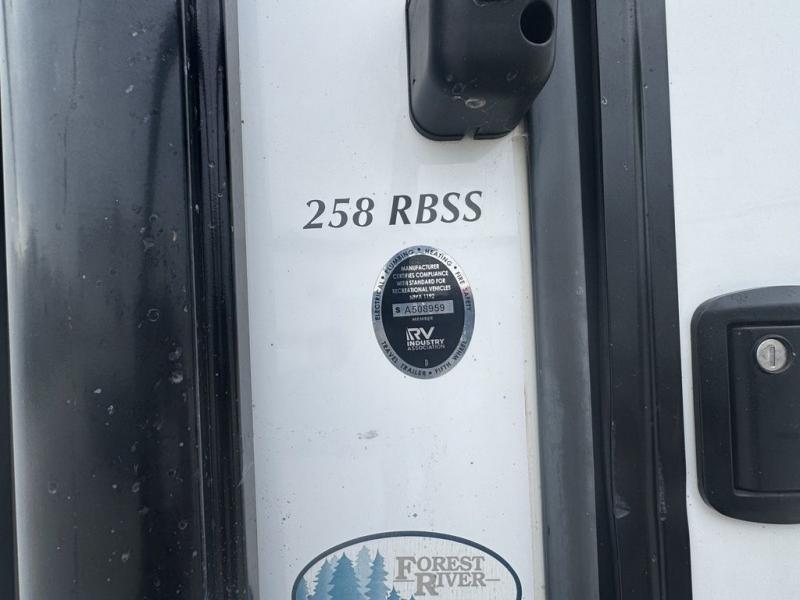 258 RBSS
ELECTRICAL • PLUMBING • HEATING • FIRE SAFETY
MANUFACTURER
CERTIFIES COMPLIANCE
WITH STANDARD FOR
RECREATIONAL VEHICLES
NFPA 1192
S A508959
MEMBER
RV
INDUSTRY
ASSOCIATION
TRAVEL TRAILER • FIFTH WHEEL
FOREST
RIVER